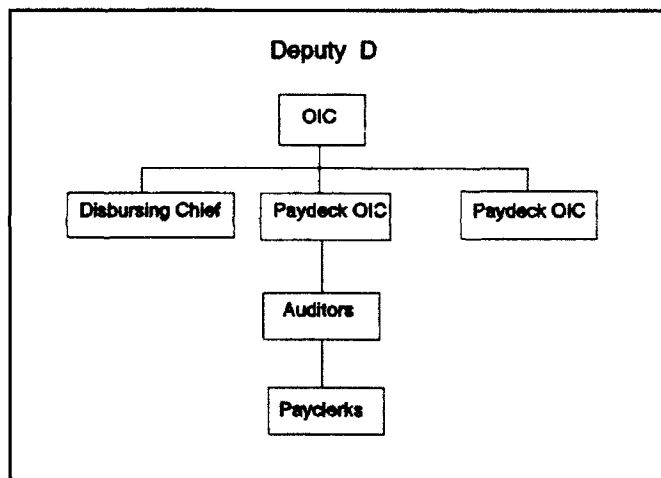 Deputy D
OIC
Disbursing Chief
Paydeck OIC
Paydeck OIC
Auditors
Payclerks